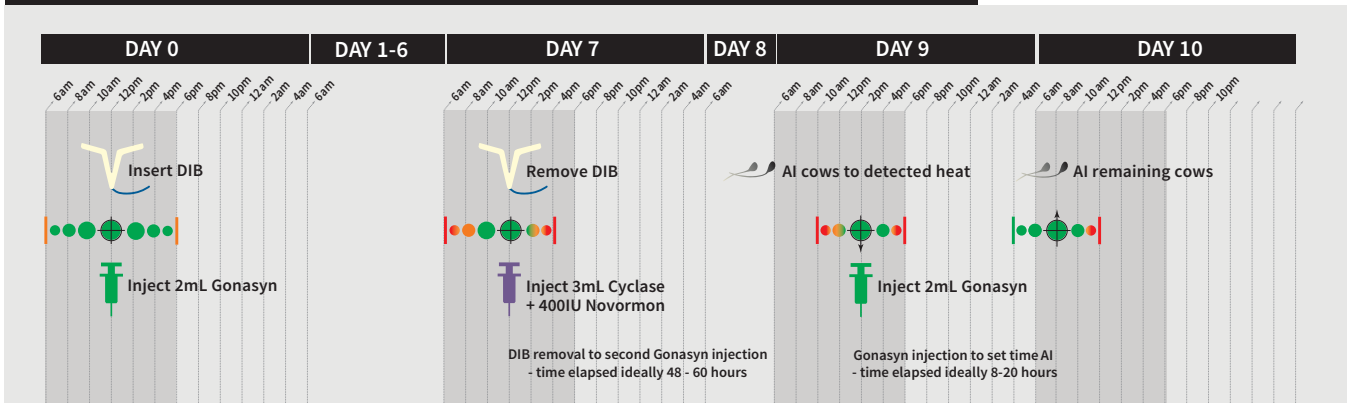 DAY 0
DAY 1-6
DAY 7
DAY 8
DAY 9
DAY 10
6am 8am 10am 12pm 2pm 4pm 6pm 8pm 10pm 12am 2am 4am 6am
6am 8am 10am 12pm 2pm 4pm 6pm 8pm 10pm 12am 2am 4am 6am
6am 8am 10am 12pm 2pm 4pm 6pm 8pm 10pm 12am 2am 4am 6am 8am 10am 12pm 2pm 4pm 6pm 8pm 10pm
Insert DIB
Remove DIB
AI cows to detected heat
AI remaining cows
Inject 2mL Gonasyn
Inject 3mL Cyclase
+ 400IU Novormon
Inject 2mL Gonasyn
DIB removal to second Gonasyn injection
- time elapsed ideally 48 - 60 hours
Gonasyn injection to set time AI
- time elapsed ideally 8-20 hours